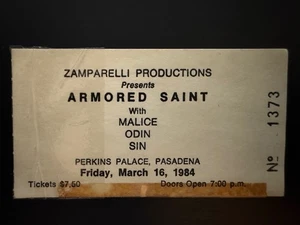 ZAMPARELLI PRODUCTIONS
Presents
ARMORED SAINT
With
MALICE
ODIN
SIN
PERKINS PALACE, PASADENA
Friday, March 16, 1984
Tickets $7.50 Doors Open 7:00 p.m.
Nº 1373